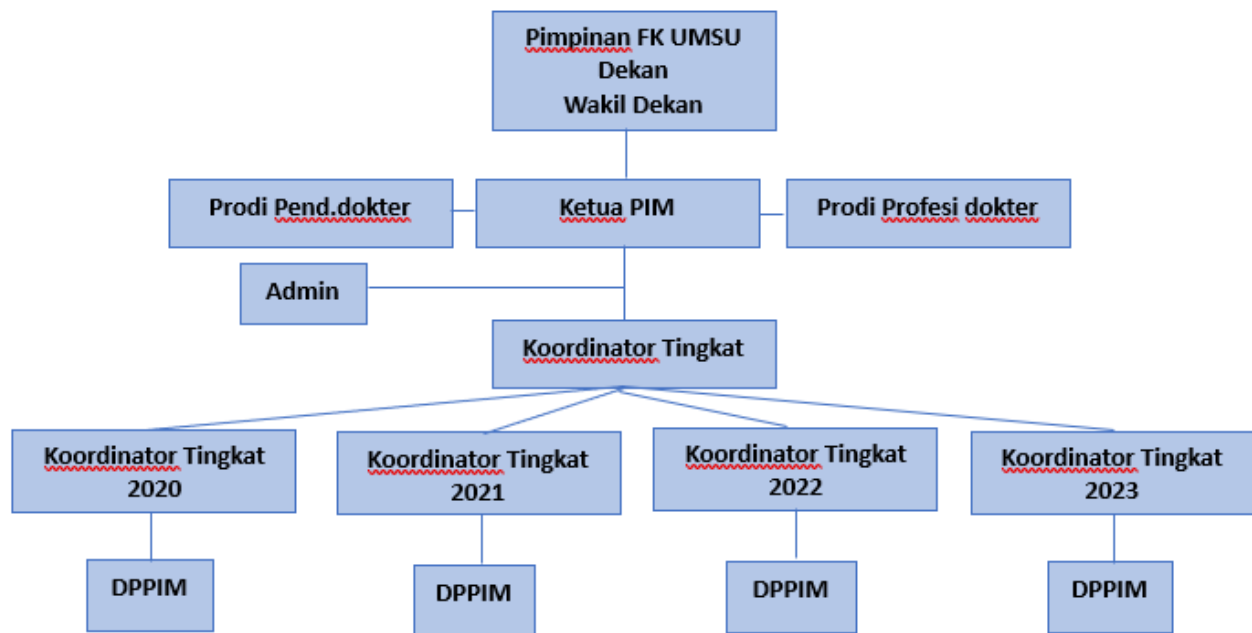 Pimpinan FK UMSU
Dekan
Wakil Dekan
Prodi Pend.dokter
Ketua PIM
Prodi Profesi dokter
Admin
Koordinator Tingkat
Koordinator Tingkat
2020
Koordinator Tingkat
2021
Koordinator Tingkat
2022
Koordinator Tingkat
2023
DPPIM
DPPIM
DPPIM
DPPIM